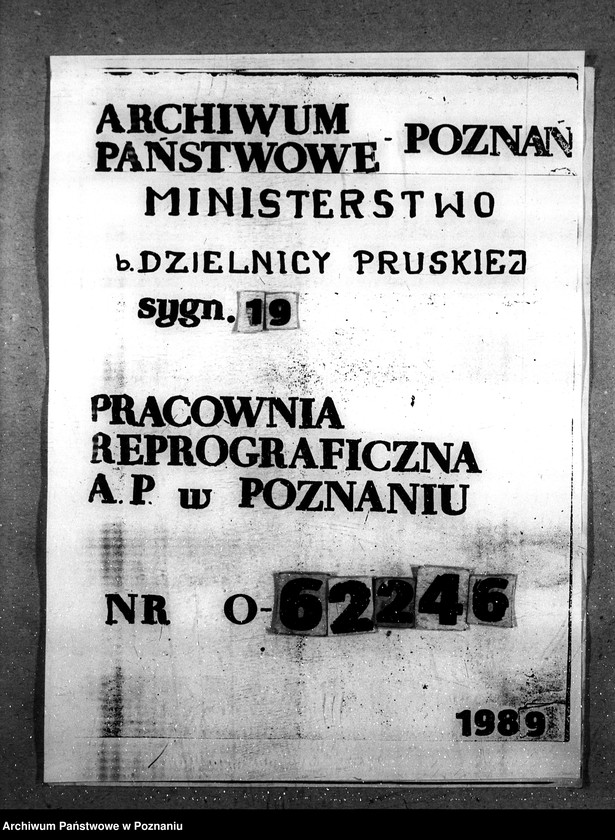 ARCHIWUM
PAŃSTWOWE - POZNAŃ
MINISTERSTWO
b. DZIELNICY PRUSKIEJ
sygn. 19
PRACOWNIA
REPROGRAFICZNA
A. P. w POZNANIU
NR O-62246
1989
Archiwum Państwowe w Poznaniu